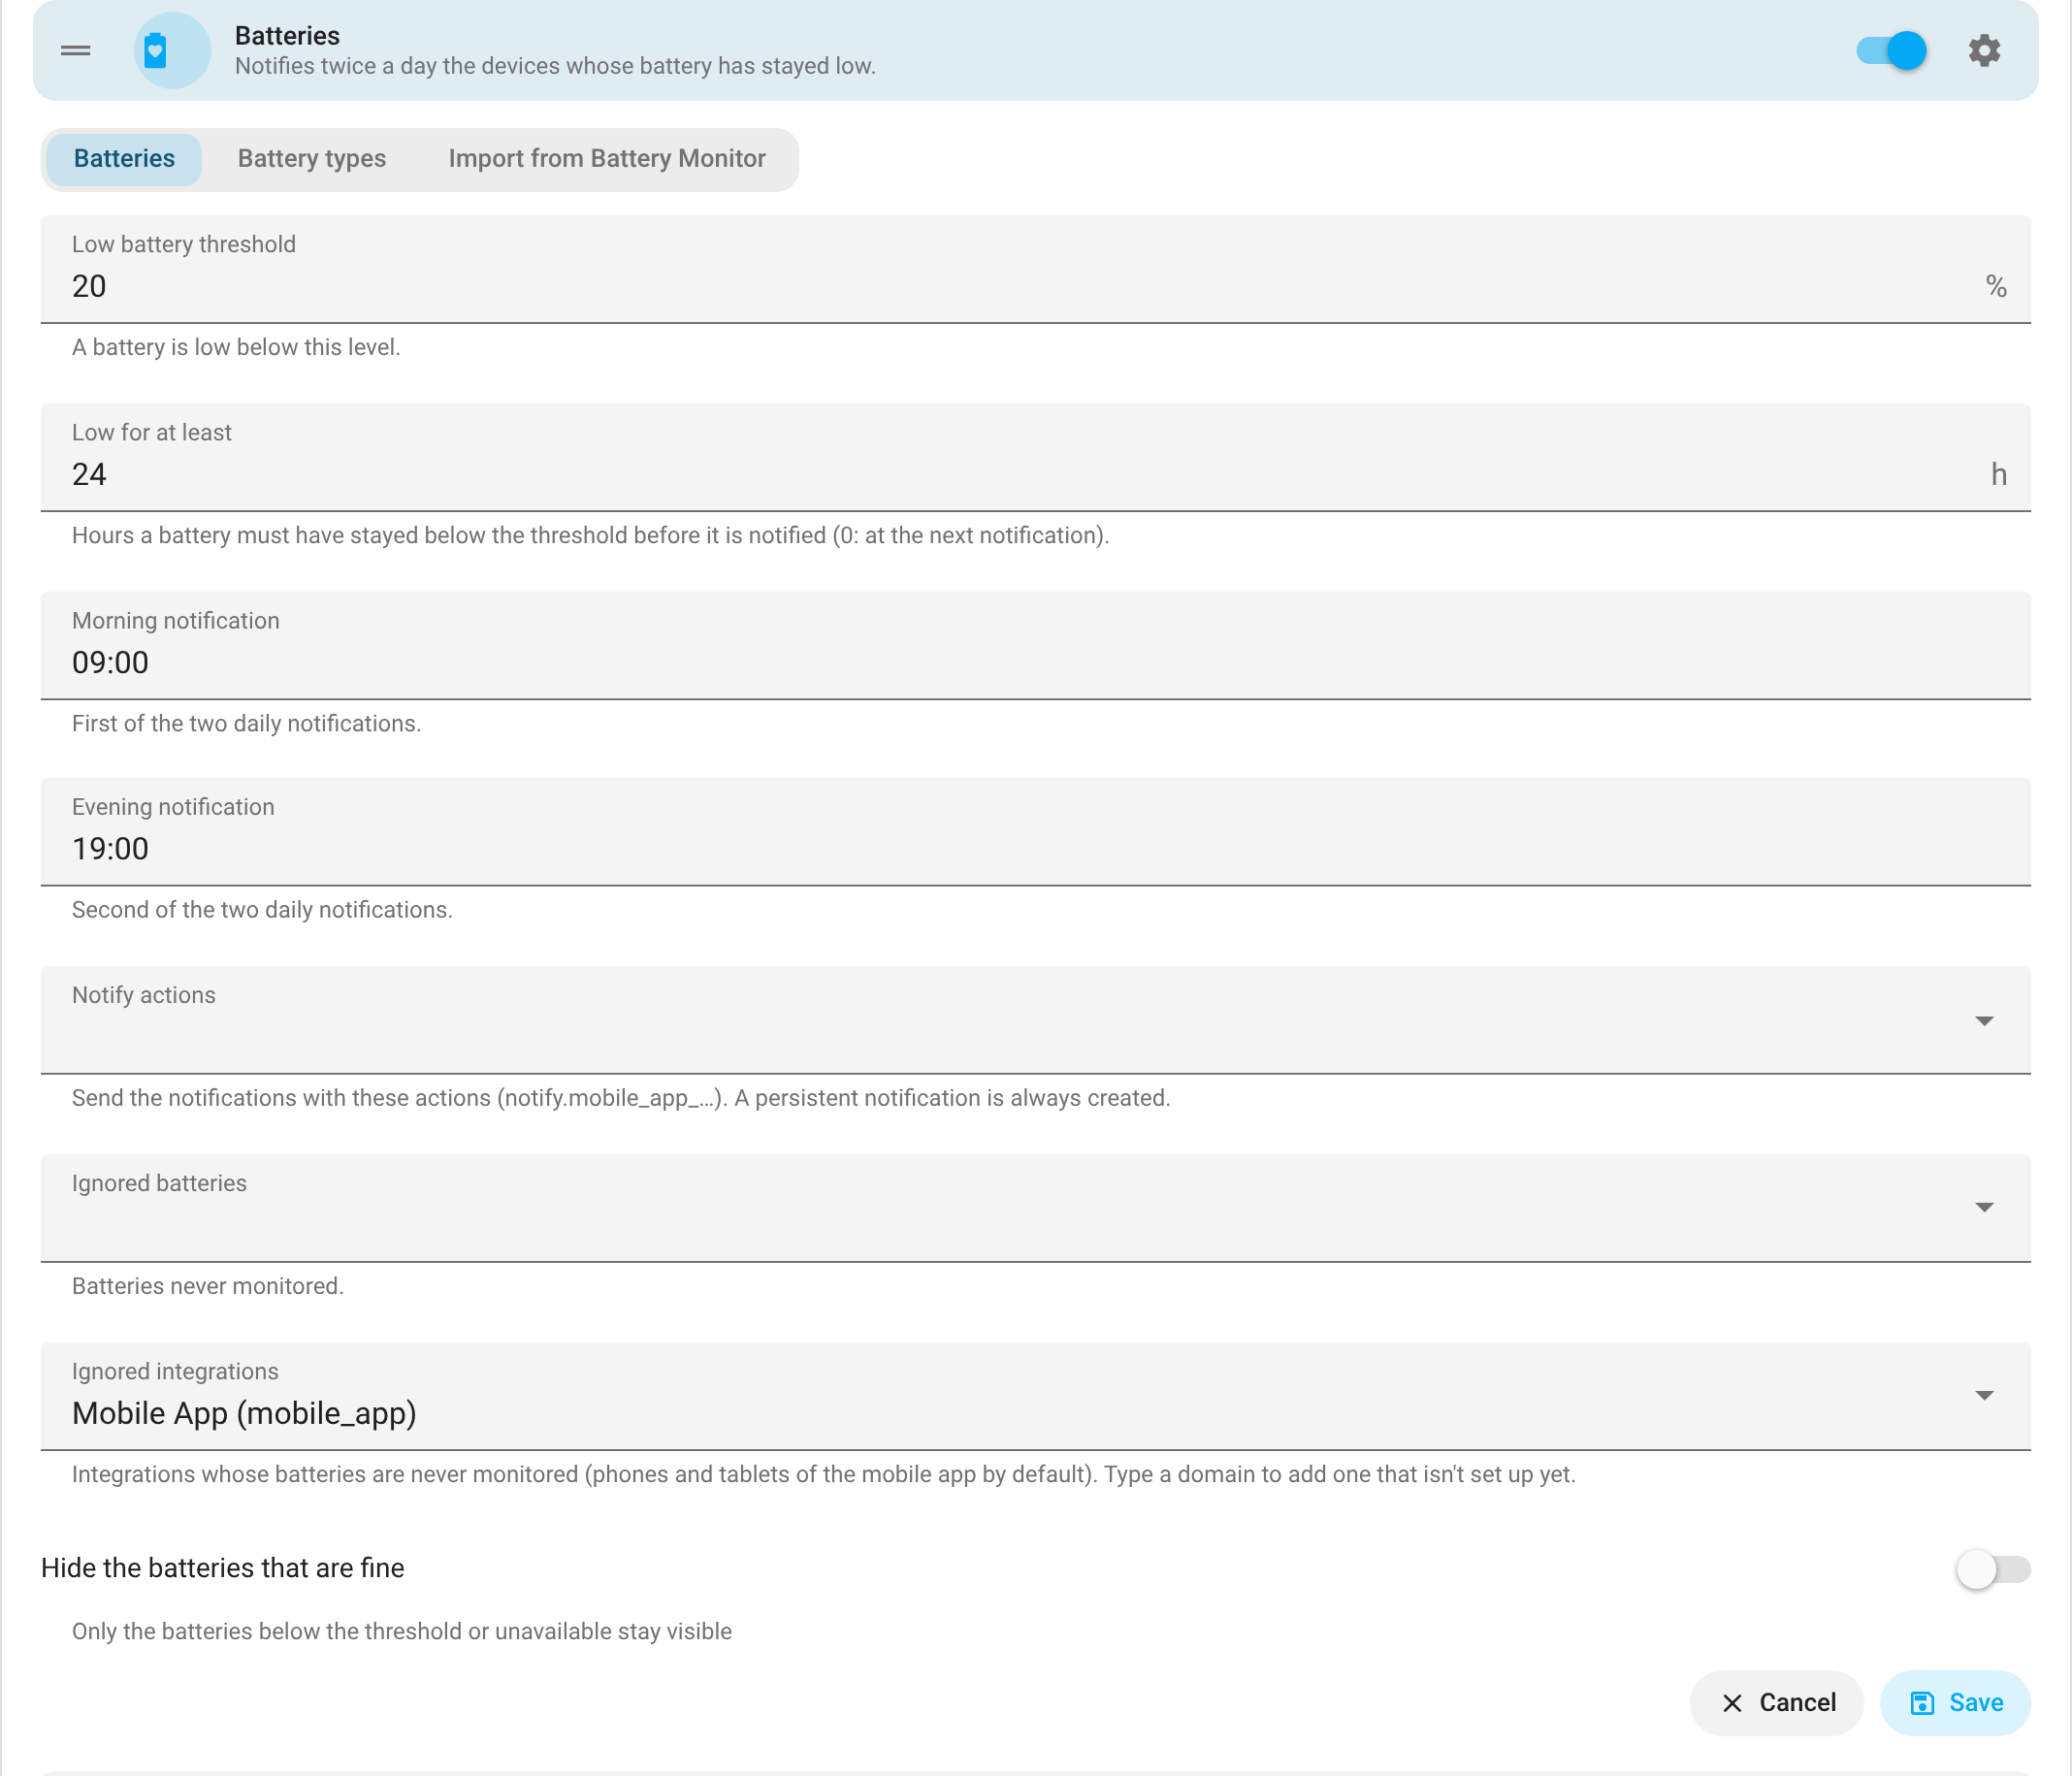 Batteries
Notifies twice a day the devices whose battery has stayed low.
Batteries
Battery types
Import from Battery Monitor
Low battery threshold
20
%
A battery is low below this level.
Low for at least
24
h
Hours a battery must have stayed below the threshold before it is notified (0: at the next notification).
Morning notification
09:00
First of the two daily notifications.
Evening notification
19:00
Second of the two daily notifications.
Notify actions
Send the notifications with these actions (notify.mobile_app_…). A persistent notification is always created.
Ignored batteries
Batteries never monitored.
Ignored integrations
Mobile App (mobile_app)
Integrations whose batteries are never monitored (phones and tablets of the mobile app by default). Type a domain to add one that isn't set up yet.
Hide the batteries that are fine
Only the batteries below the threshold or unavailable stay visible
Cancel
Save